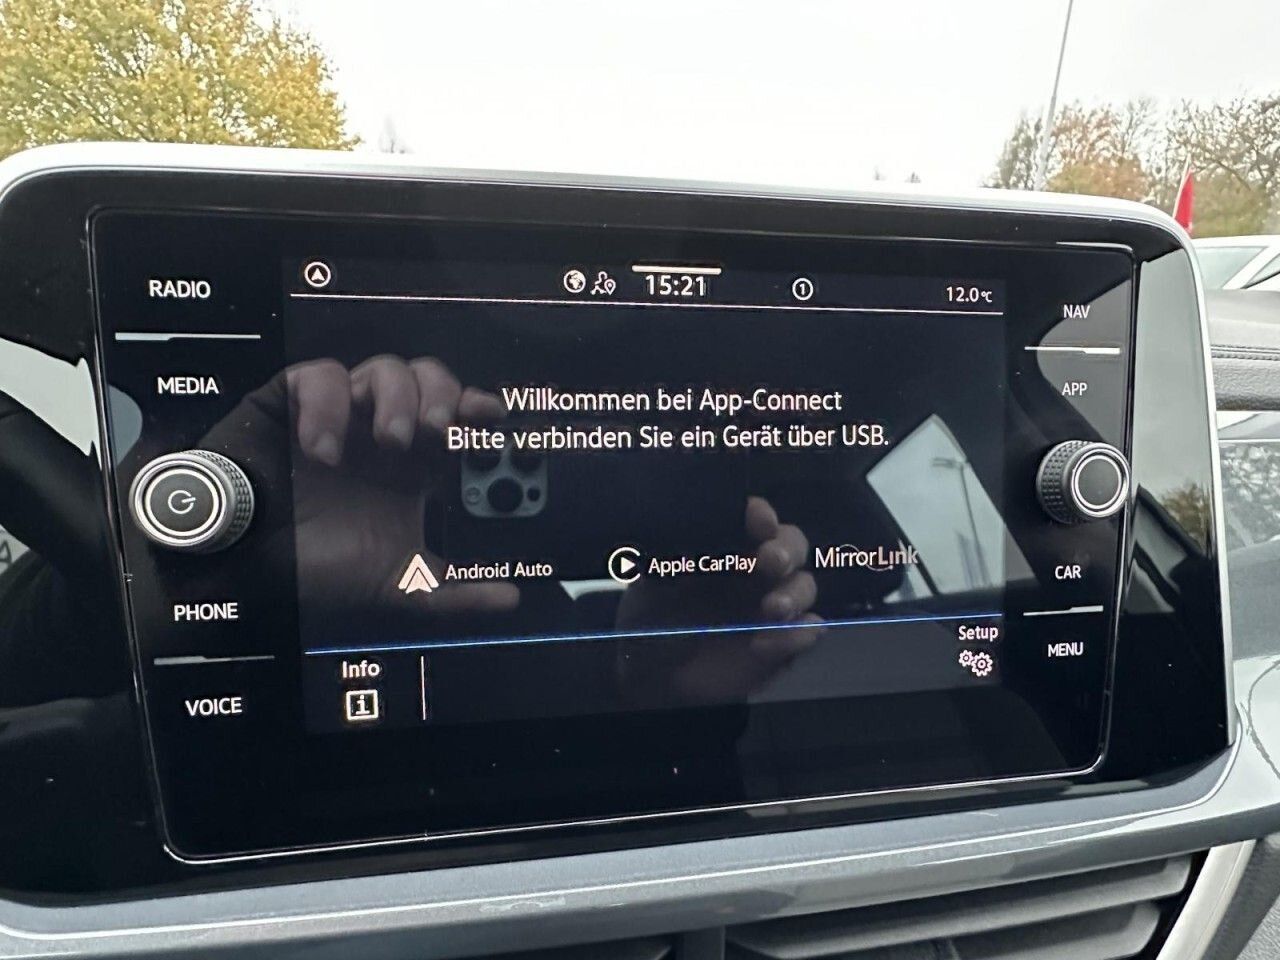 RADIO
MEDIA
PHONE
VOICE
15:21
1
12.0°C
Willkommen bei App-Connect
Bitte verbinden Sie ein Gerät über USB.
Android Auto
Apple CarPlay
MirrorLink
Info
i
Setup
NAV
APP
CAR
MENU